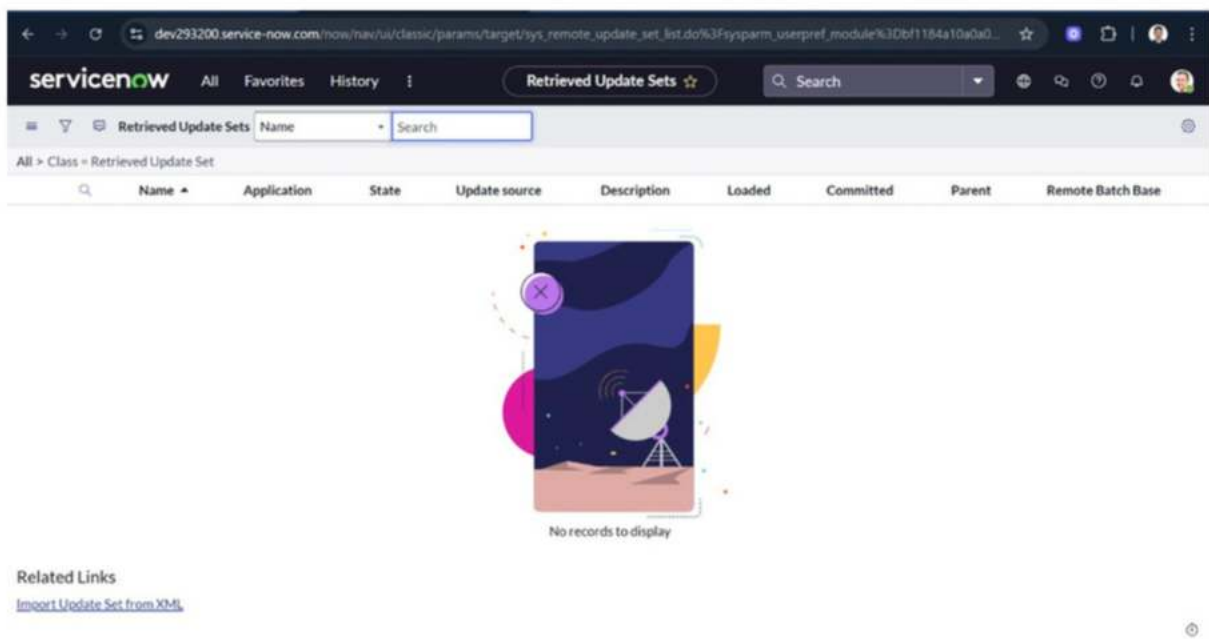 dev293200.service-now.com/now/nav/ui/classic/params/target/sys_remote_update_set_list.do%3Fsysparm_userpref_module%3Dbf1184a10a0a0...
servicenow All Favorites History Retrieved Update Sets Search
Retrieved Update Sets Name Search
All > Class = Retrieved Update Set
Name Application State Update source Description Loaded Committed Parent Remote Batch Base
No records to display
Related Links
Import Update Set from XML